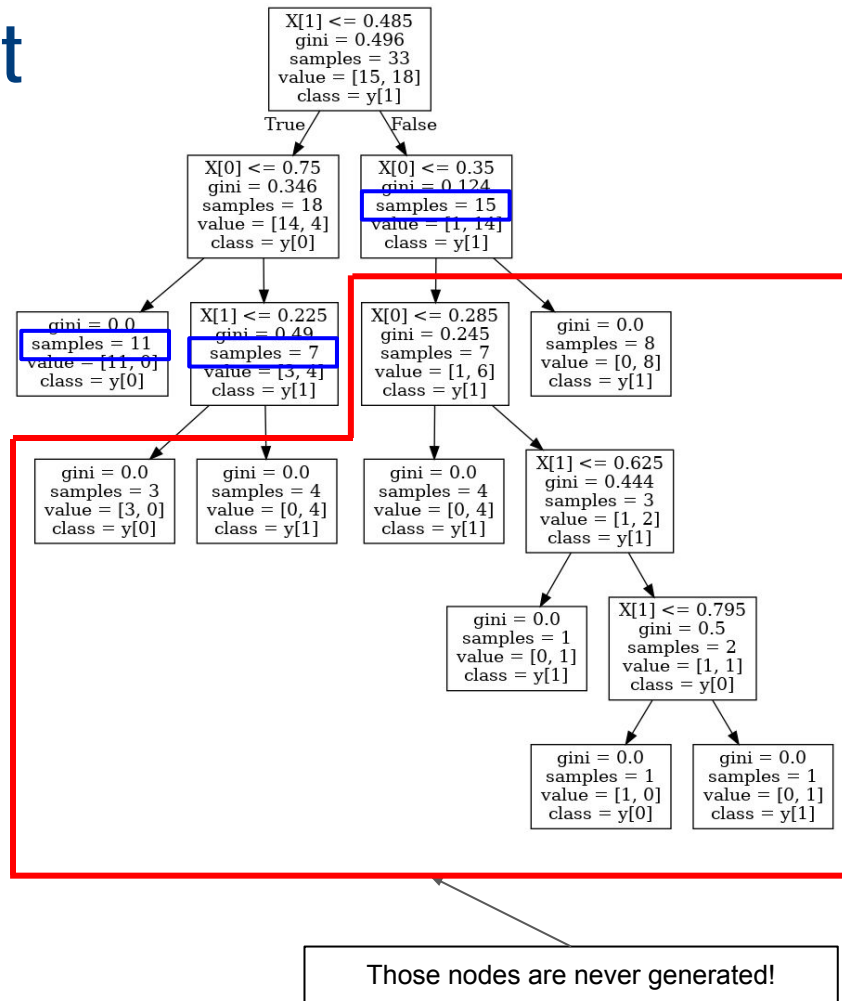 t
X[1] <= 0.485
gini = 0.496
samples = 33
value = [15, 18]
class = y[1]
True
False
X[0] <= 0.75
gini = 0.346
samples = 18
value = [14, 4]
class = y[0]
X[0] <= 0.35
gini = 0.124
samples = 15
value = [1, 14]
class = y[1]
gini = 0.0
samples = 11
value = [11, 0]
class = y[0]
X[1] <= 0.225
gini = 0.49
samples = 7
value = [3, 4]
class = y[1]
X[0] <= 0.285
gini = 0.245
samples = 7
value = [1, 6]
class = y[1]
gini = 0.0
samples = 8
value = [0, 8]
class = y[1]
gini = 0.0
samples = 3
value = [3, 0]
class = y[0]
gini = 0.0
samples = 4
value = [0, 4]
class = y[1]
gini = 0.0
samples = 4
value = [0, 4]
class = y[1]
X[1] <= 0.625
gini = 0.444
samples = 3
value = [1, 2]
class = y[1]
gini = 0.0
samples = 1
value = [0, 1]
class = y[1]
X[1] <= 0.795
gini = 0.5
samples = 2
value = [1, 1]
class = y[0]
gini = 0.0
samples = 1
value = [1, 0]
class = y[0]
gini = 0.0
samples = 1
value = [0, 1]
class = y[1]
Those nodes are never generated!